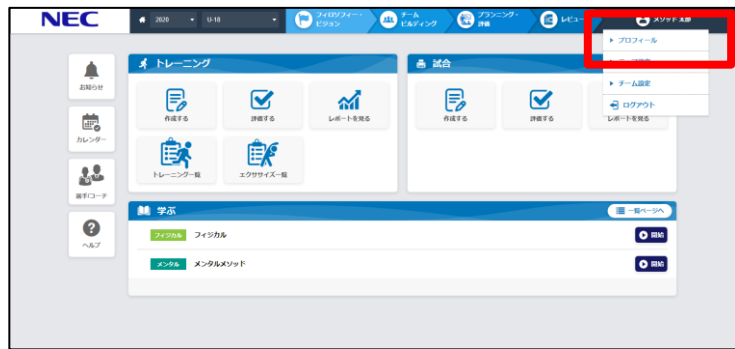 NEC
2020
U-18
フィロソフィー・
ビジョン
チーム
ビルディング
プランニング・
評価
レビュー
メソッド 太郎
プロフィール
チーム設定
ログアウト
お知らせ
カレンダー
選手/コーチ
ヘルプ
トレーニング
作成する
評価する
レポートを見る
トレーニング一覧
エクササイズ一覧
試合
作成する
評価する
レポートを見る
学ぶ
一覧ページへ
フィジカル フィジカル
開始
メンタル メンタルメソッド
開始